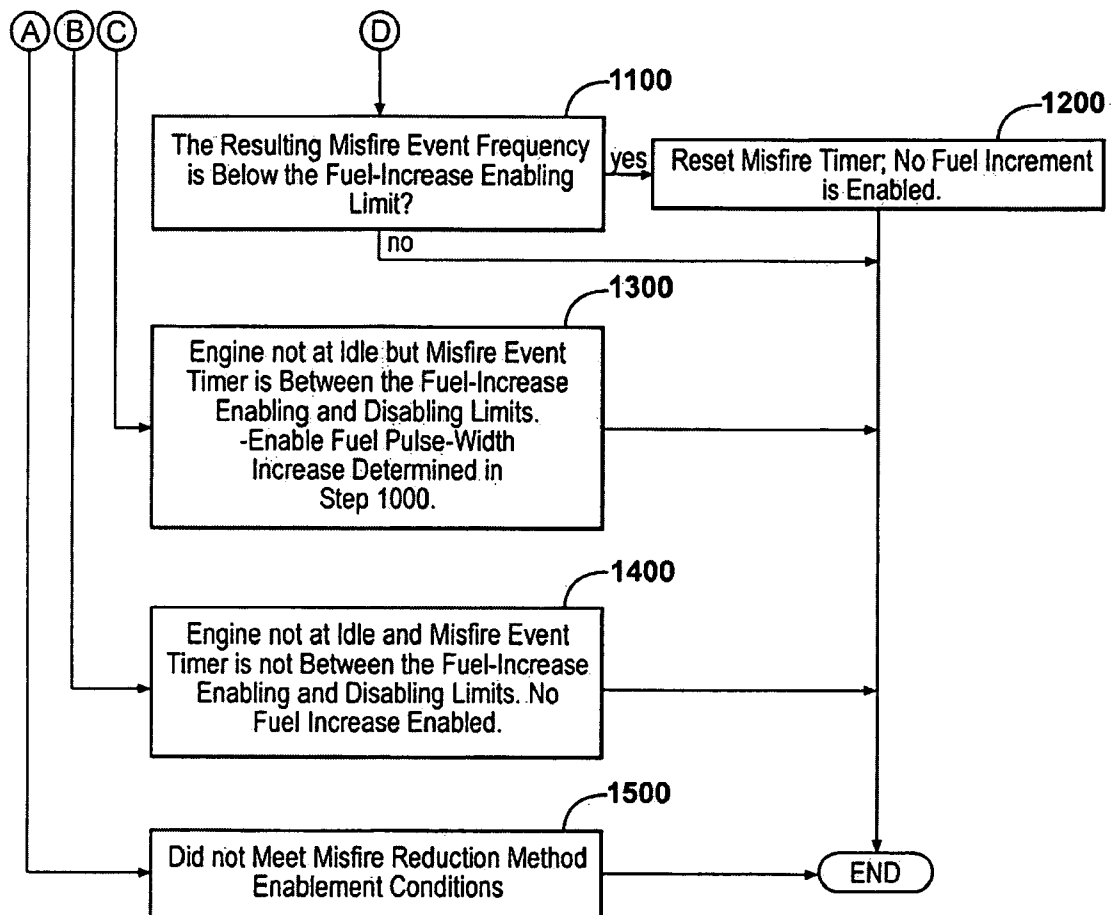 A B C D
1100
The Resulting Misfire Event Frequency
is Below the Fuel-Increase Enabling
Limit?
yes
1200
Reset Misfire Timer; No Fuel Increment
is Enabled.
no
1300
Engine not at Idle but Misfire Event
Timer is Between the Fuel-Increase
Enabling and Disabling Limits.
-Enable Fuel Pulse-Width
Increase Determined in
Step 1000.
1400
Engine not at Idle and Misfire Event
Timer is not Between the Fuel-Increase
Enabling and Disabling Limits. No
Fuel Increase Enabled.
1500
Did not Meet Misfire Reduction Method
Enablement Conditions
END